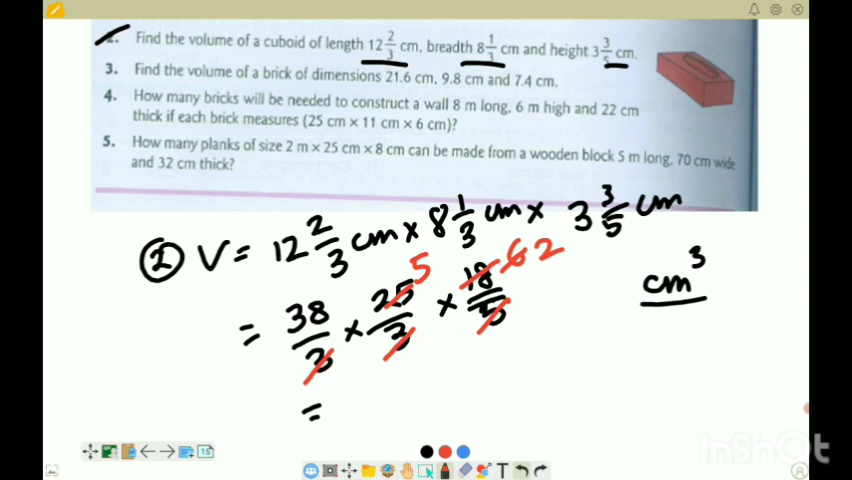 2. Find the volume of a cuboid of length 12 2/3 cm, breadth 8 1/3 cm and height 3 3/5 cm.
3. Find the volume of a brick of dimensions 21.6 cm, 9.8 cm and 7.4 cm.
4. How many bricks will be needed to construct a wall 8 m long, 6 m high and 22 cm
thick if each brick measures (25 cm × 11 cm × 6 cm)?
5. How many planks of size 2 m × 25 cm × 8 cm can be made from a wooden block 5 m long, 70 cm wide
and 32 cm thick?
② V = 12 2/3 cm × 8 1/3 cm × 3 3/5 cm
5 6 2
= 38/3 × 25/3 × 18/5
cm³
=
15
T
InShOt